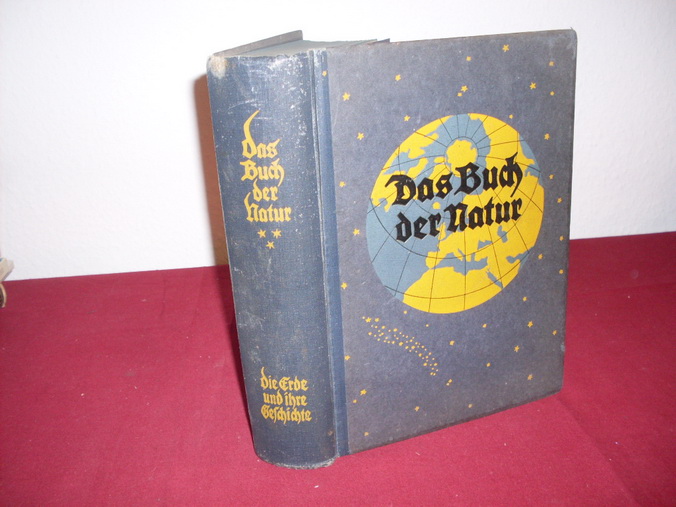 Das
Buch
der
Natur
die Erde
und ihre
Geschichte
Das Buch
der Natur